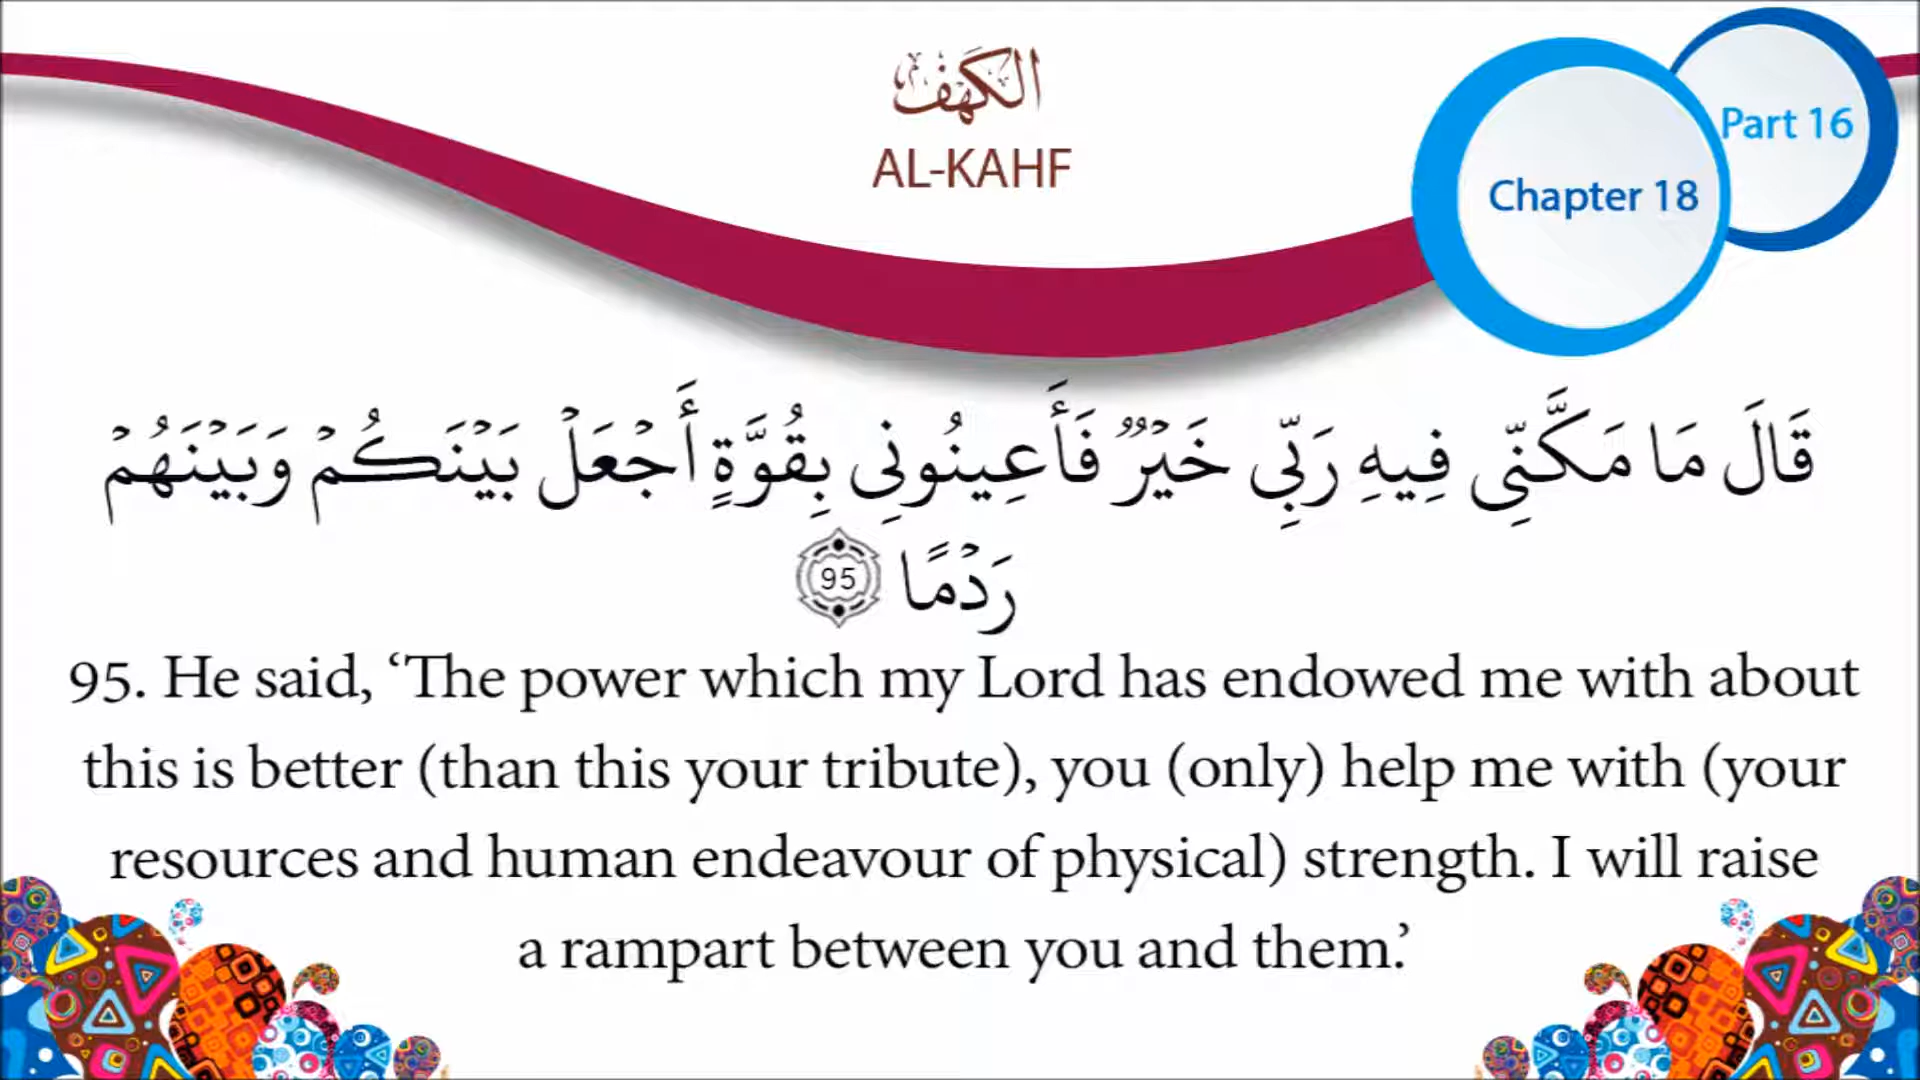 الكهف
AL-KAHF
Part 16
Chapter 18
قَالَ مَا مَكَّنِّى فِيهِ رَبِّى خَيْرٌ فَأَعِينُونِى بِقُوَّةٍ أَجْعَلْ بَيْنَكُمْ وَبَيْنَهُمْ
رَدْمًا 95
95. He said, ‘The power which my Lord has endowed me with about
this is better (than this your tribute), you (only) help me with (your
resources and human endeavour of physical) strength. I will raise
a rampart between you and them.’